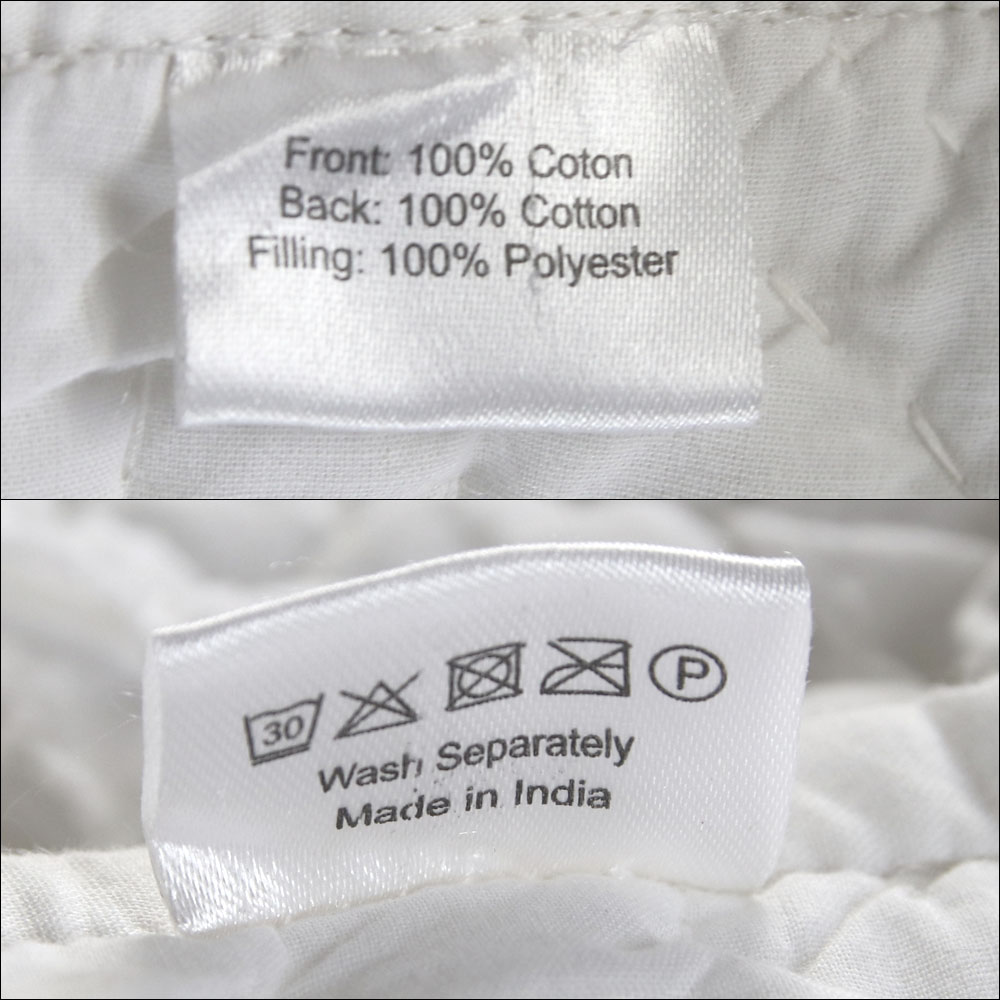 Front: 100% Coton
Back: 100% Cotton
Filling: 100% Polyester
30 P
Wash Separately
Made in India